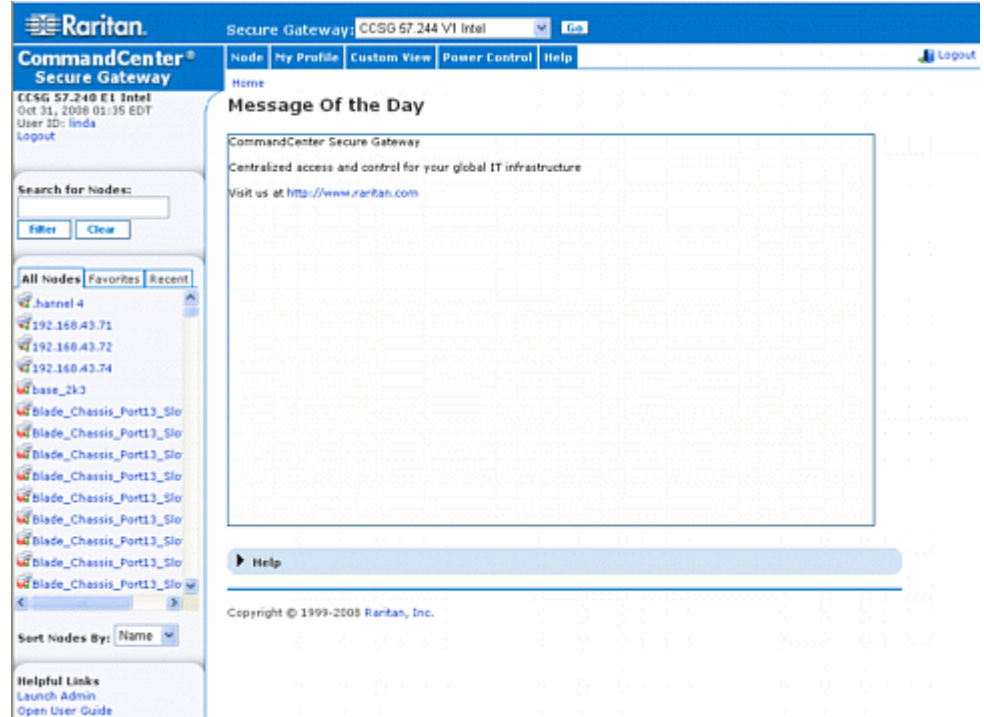 Raritan.
Secure Gateway: CCSG 57.244 V1 Intel Go
CommandCenter®
Secure Gateway
Node My Profile Custom View Power Control Help
Logout
CCSG 57.240 E1 Intel
Oct 31, 2008 01:35 EDT
User ID: linda
Logout
Home
Message Of the Day
CommandCenter Secure Gateway
Centralized access and control for your global IT infrastructure
Visit us at http://www.raritan.com
Search for Nodes:
Filter Clear
All Nodes Favorites Recent
.hannel 4
192.168.43.71
192.168.43.72
192.168.43.74
base_2k3
Blade_Chassis_Port13_Slo
Blade_Chassis_Port13_Slo
Blade_Chassis_Port13_Slo
Blade_Chassis_Port13_Slo
Blade_Chassis_Port13_Slo
Blade_Chassis_Port13_Slo
Blade_Chassis_Port13_Slo
Blade_Chassis_Port13_Slo
Blade_Chassis_Port13_Slo
Sort Nodes By: Name
Helpful Links
Launch Admin
Open User Guide
Help
Copyright © 1999-2008 Raritan, Inc.